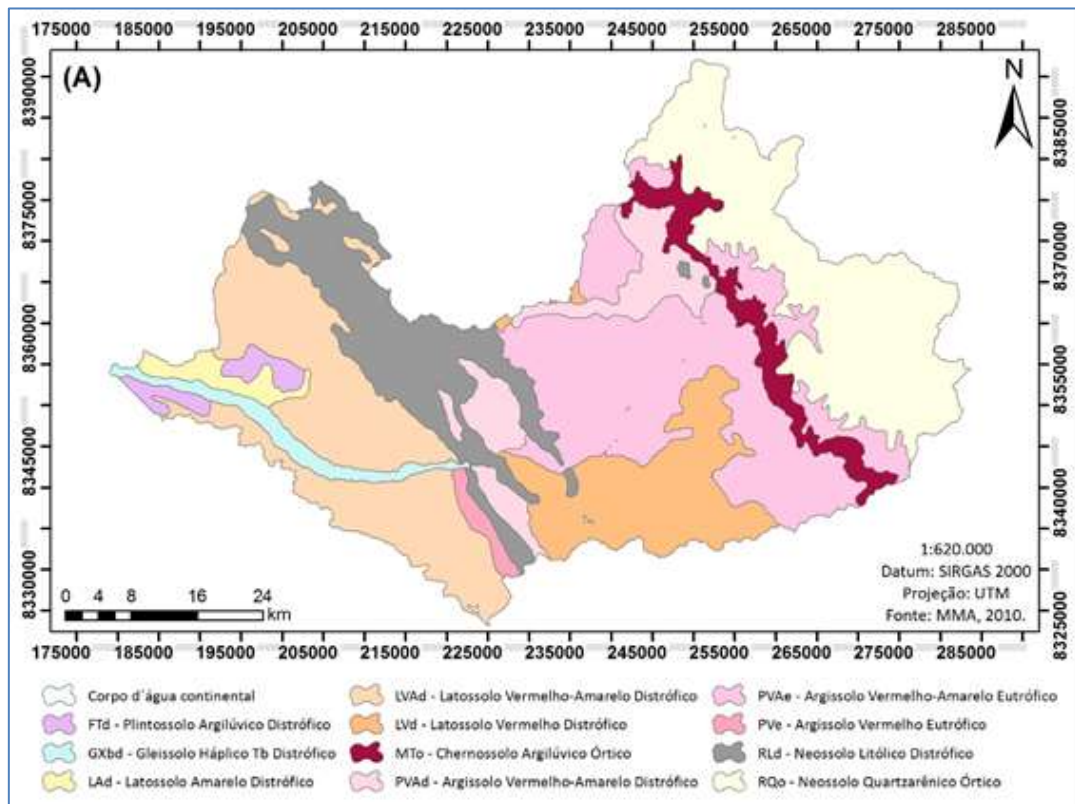 175000 185000 195000 205000 215000 225000 235000 245000 255000 265000 275000 285000
(A)
N
8390000
8375000
8360000
8345000
8330000
8385000
8370000
8355000
8340000
8325000
1:620.000
Datum: SIRGAS 2000
Projeção: UTM
Fonte: MMA, 2010.
0 4 8 16 24
km
175000 185000 195000 205000 215000 225000 235000 245000 255000 265000 275000 285000
Corpo d´água continental
FTd - Plintossolo Argilúvico Distrófico
GXbd - Gleissolo Háplico Tb Distrófico
LAd - Latossolo Amarelo Distrófico
LVAd - Latossolo Vermelho-Amarelo Distrófico
LVd - Latossolo Vermelho Distrófico
MTo - Chernossolo Argilúvico Órtico
PVAd - Argissolo Vermelho-Amarelo Distrófico
PVAe - Argissolo Vermelho-Amarelo Eutrófico
PVe - Argissolo Vermelho Eutrófico
RLd - Neossolo Litólico Distrófico
RQo - Neossolo Quartzarênico Órtico